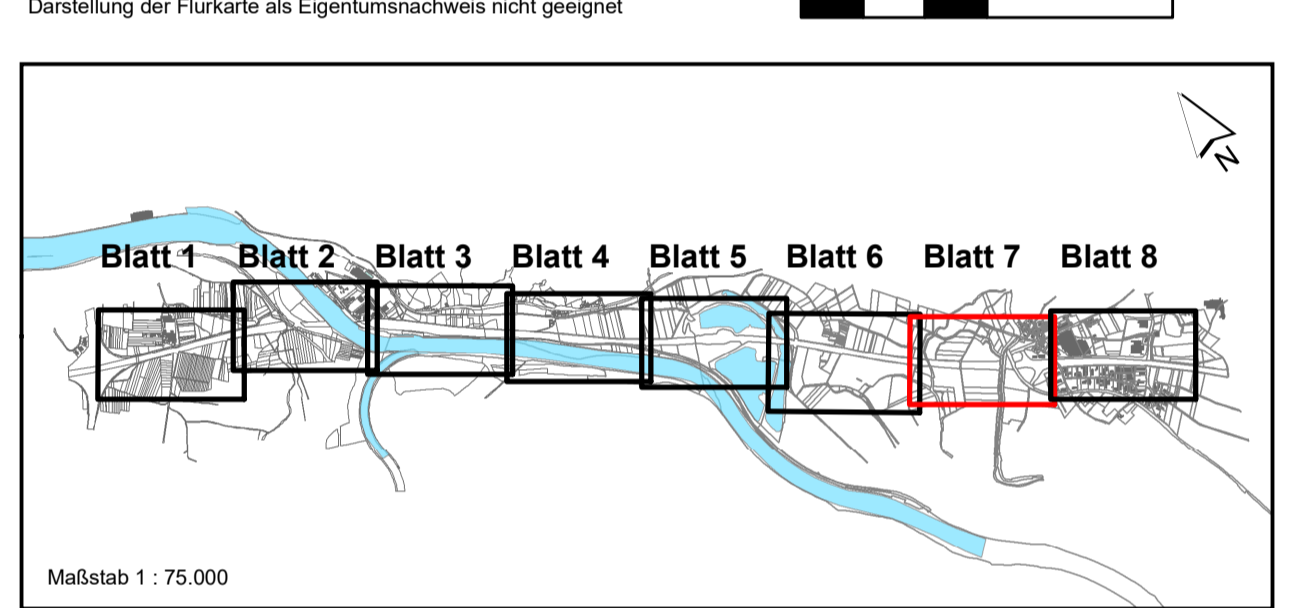 Darstellung der Flurkarte als Eigentumsnachweis nicht geeignet
N
Blatt 1 Blatt 2 Blatt 3 Blatt 4 Blatt 5 Blatt 6 Blatt 7 Blatt 8
Maßstab 1 : 75.000